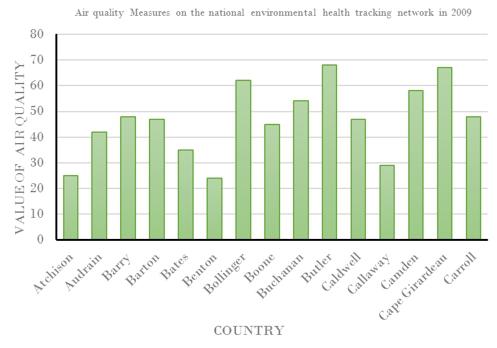 Air quality Measures on the national environmental health tracking network in 2009
VALUE OF AIR QUALITY
80
70
60
50
40
30
20
10
0
Atchison
Audrain
Barry
Barton
Bates
Benton
Bollinger
Boone
Buchanan
Butler
Caldwell
Callaway
Camden
Cape Girardeau
Carroll
COUNTRY